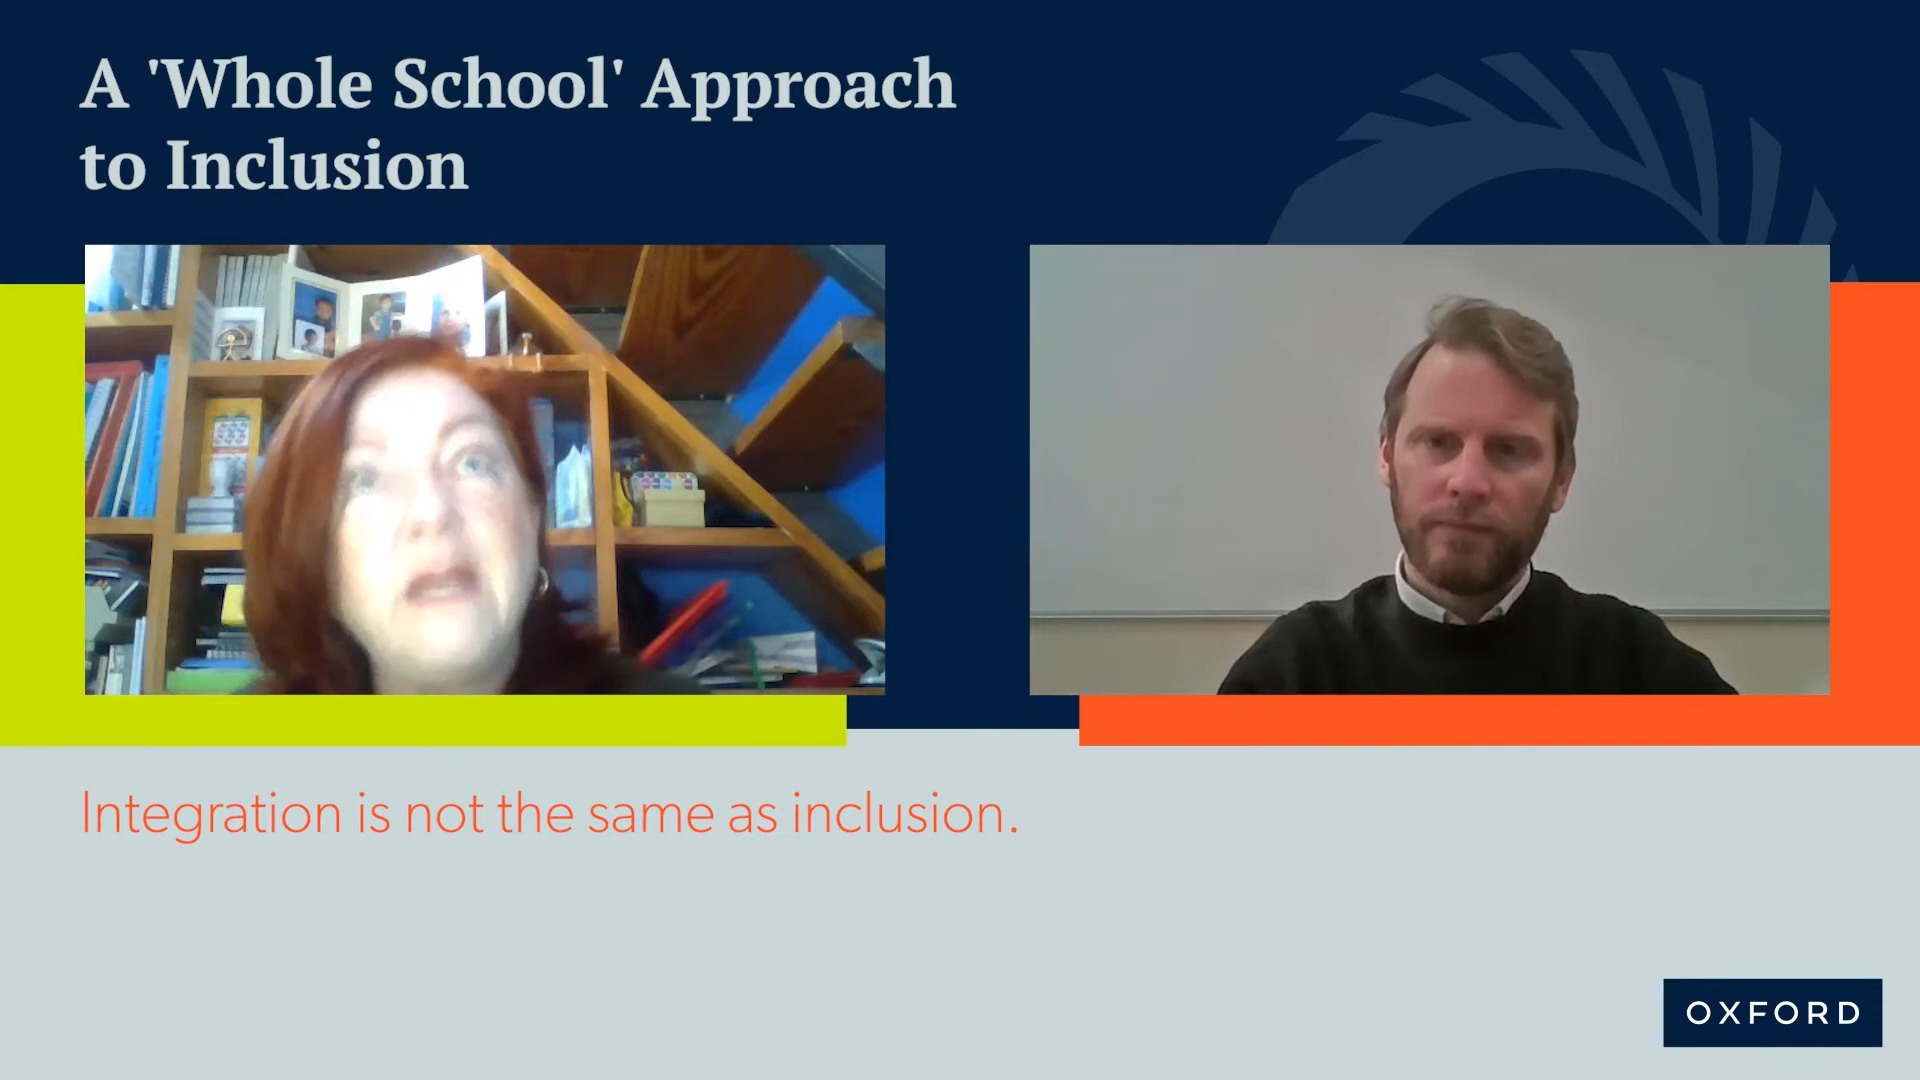 A 'Whole School' Approach
to Inclusion
Integration is not the same as inclusion.
OXFORD